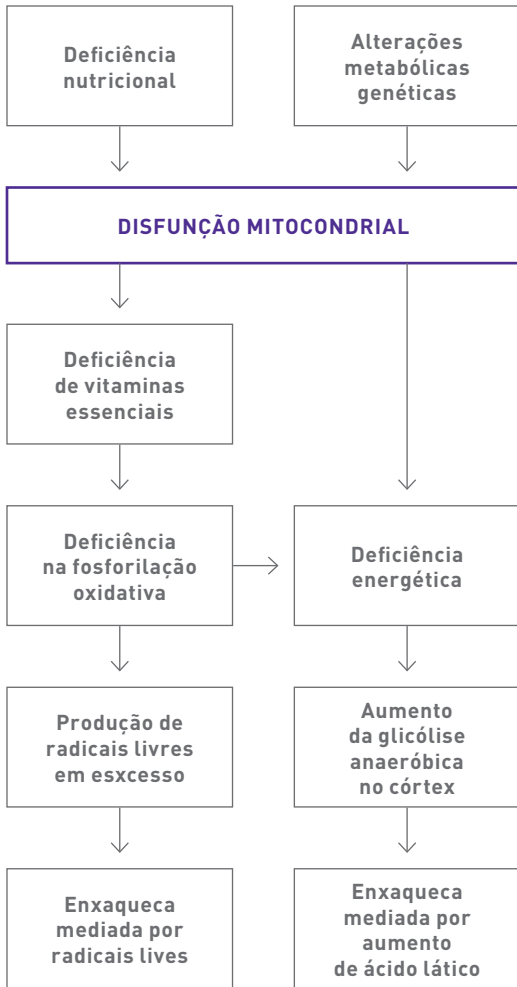 Deficiência
nutricional
Alterações
metabólicas
genéticas
DISFUNÇÃO MITOCONDRIAL
Deficiência
de vitaminas
essenciais
Deficiência
na fosforilação
oxidativa
Deficiência
energética
Produção de
radicais livres
em esxcesso
Aumento
da glicólise
anaeróbica
no córtex
Enxaqueca
mediada por
radicais lives
Enxaqueca
mediada por
aumento
de ácido lático